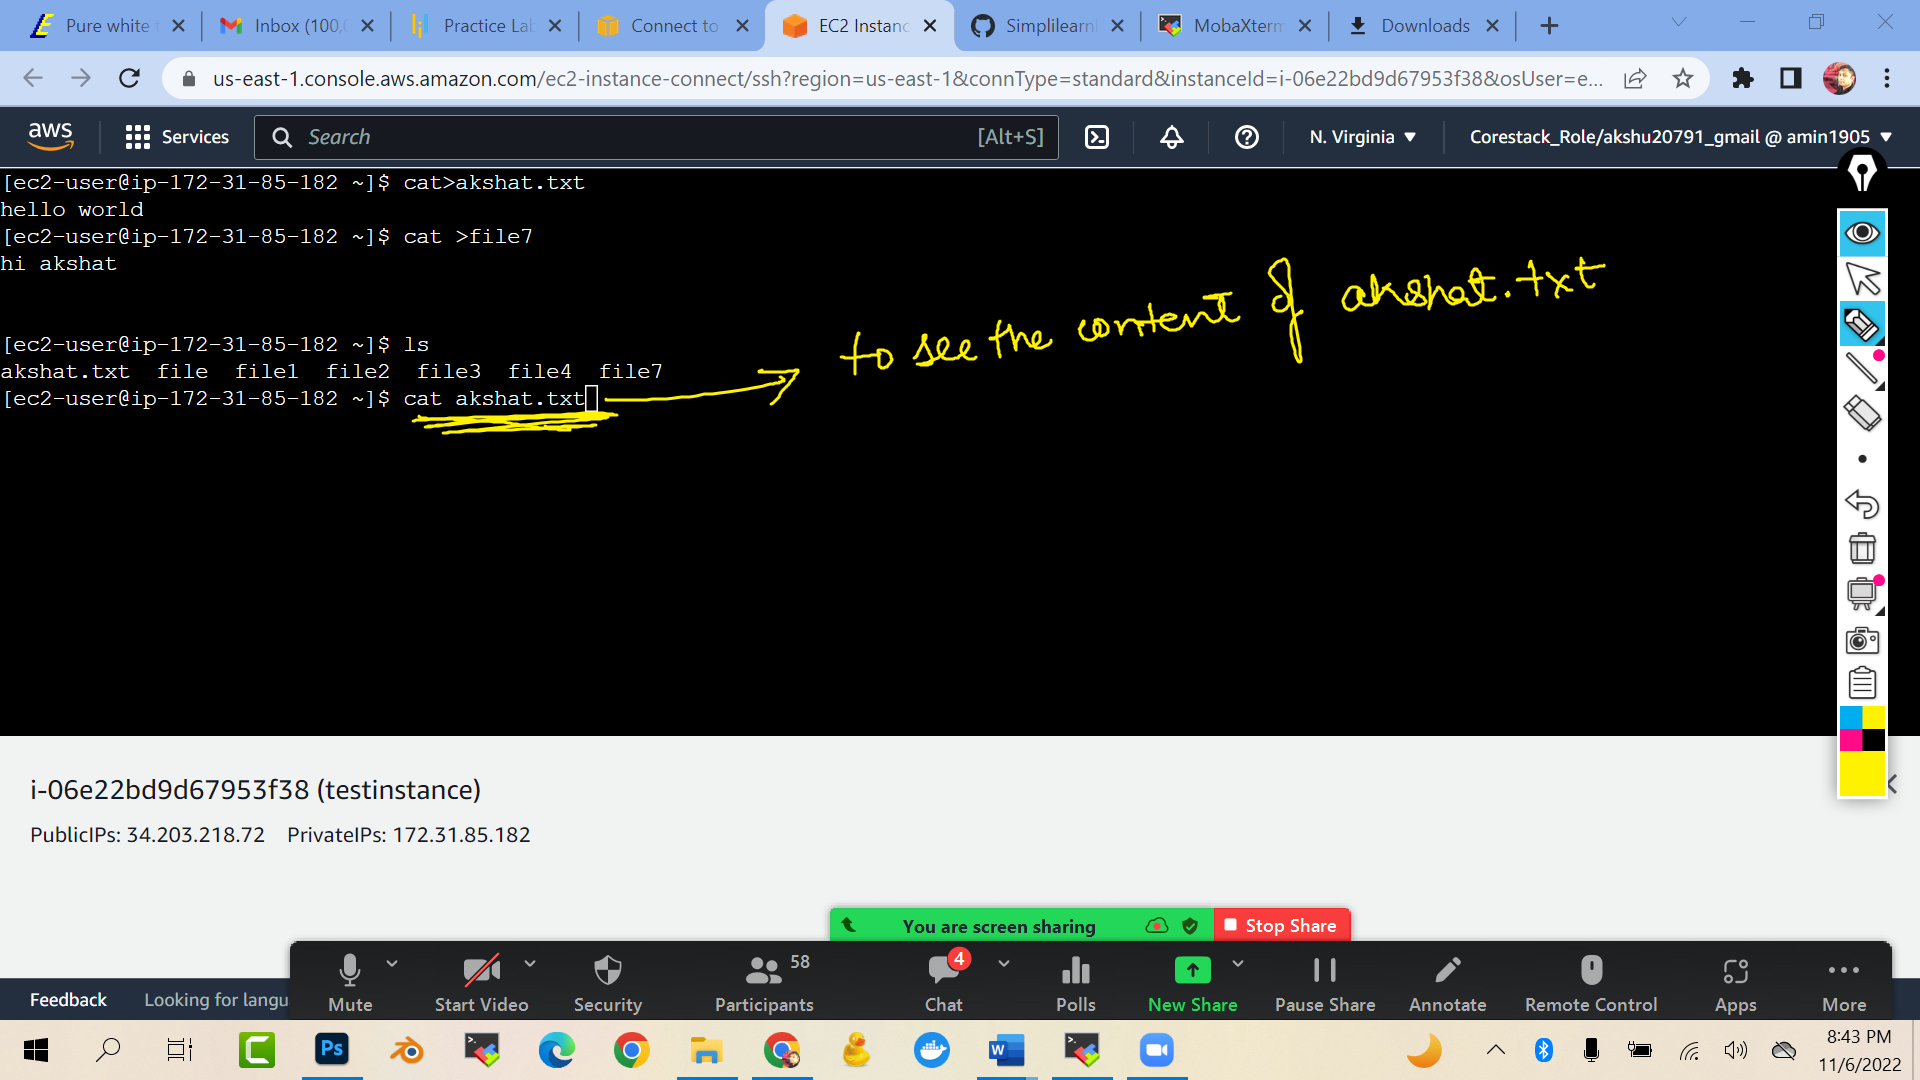 Pure white
Inbox (100,
Practice Lab
Connect to
EC2 Instanc
Simplilearn
MobaXterm
Downloads
us-east-1.console.aws.amazon.com/ec2-instance-connect/ssh?region=us-east-1&connType=standard&instanceId=i-06e22bd9d67953f38&osUser=e...
aws
Services
Search
[Alt+S]
N. Virginia
Corestack_Role/akshu20791_gmail @ amin1905
[ec2-user@ip-172-31-85-182 ~]$ cat>akshat.txt
hello world
[ec2-user@ip-172-31-85-182 ~]$ cat >file7
hi akshat
[ec2-user@ip-172-31-85-182 ~]$ ls
akshat.txt file file1 file2 file3 file4 file7
[ec2-user@ip-172-31-85-182 ~]$ cat akshat.txt
to see the content of akshat.txt
i-06e22bd9d67953f38 (testinstance)
PublicIPs: 34.203.218.72 PrivateIPs: 172.31.85.182
You are screen sharing
Stop Share
Mute
Start Video
Security
58
Participants
4
Chat
Polls
New Share
Pause Share
Annotate
Remote Control
Apps
More
Feedback
Looking for langu
Ps
W
8:43 PM
11/6/2022